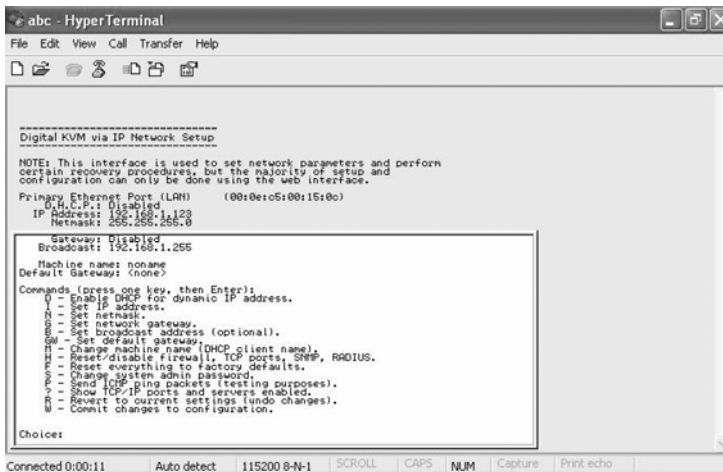 abc - HyperTerminal
File Edit View Call Transfer Help
Digital KVM via IP Network Setup
NOTE: This interface is used to set network parameters and perform
certain recovery procedures, but the majority of setup and
configuration can only be done using the web interface.
Primary Ethernet Port (LAN) (00:0e:c5:00:15:0c)
D.H.C.P.: Disabled
IP Address: 192.168.1.123
Netmask: 255.255.255.0
Gateway: Disabled
Broadcast: 192.168.1.255
Machine name: noname
Default Gateway: <none>
Commands (press one key, then Enter):
D - Enable DHCP for dynamic IP address.
I - Set IP address.
N - Set netmask.
G - Set network gateway.
B - Set broadcast address (optional).
GW - Set default gateway.
M - Change machine name (DHCP client name).
H - Reset/disable firewall, TCP ports, SNMP, RADIUS.
F - Reset everything to factory defaults.
S - Change system admin password.
P - Send ICMP ping packets (testing purposes).
? - Show TCP/IP ports and servers enabled.
R - Revert to current settings (undo changes).
W - Commit changes to configuration.
Choice:
Connected 0:00:11 Auto detect 115200 8-N-1 SCROLL CAPS NUM Capture Print echo